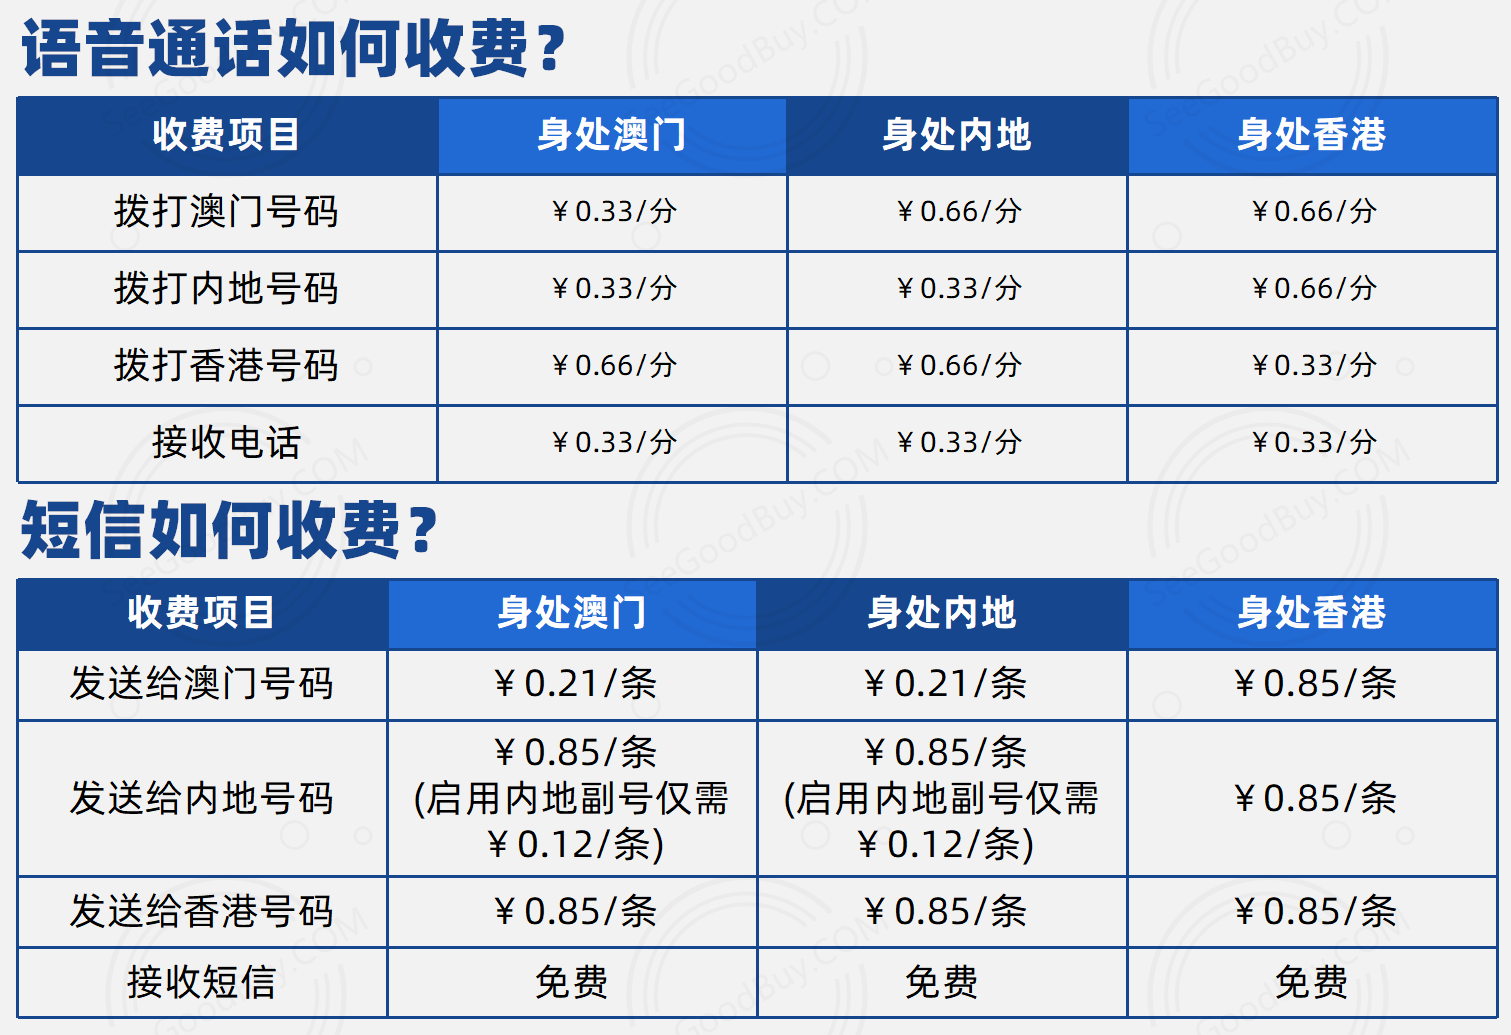 语音通话如何收费?
收费项目 身处澳门 身处内地 身处香港
拨打澳门号码 ¥0.33/分 ¥0.66/分 ¥0.66/分
拨打内地号码 ¥0.33/分 ¥0.33/分 ¥0.66/分
拨打香港号码 ¥0.66/分 ¥0.66/分 ¥0.33/分
接收电话 ¥0.33/分 ¥0.33/分 ¥0.33/分
短信如何收费?
收费项目 身处澳门 身处内地 身处香港
发送给澳门号码 ¥0.21/条 ¥0.21/条 ¥0.85/条
发送给内地号码 ¥0.85/条 (启用内地副号仅需 ¥0.12/条) ¥0.85/条 (启用内地副号仅需 ¥0.12/条) ¥0.85/条
发送给香港号码 ¥0.85/条 ¥0.85/条 ¥0.85/条
接收短信 免费 免费 免费
SeeGoodBuy.COM